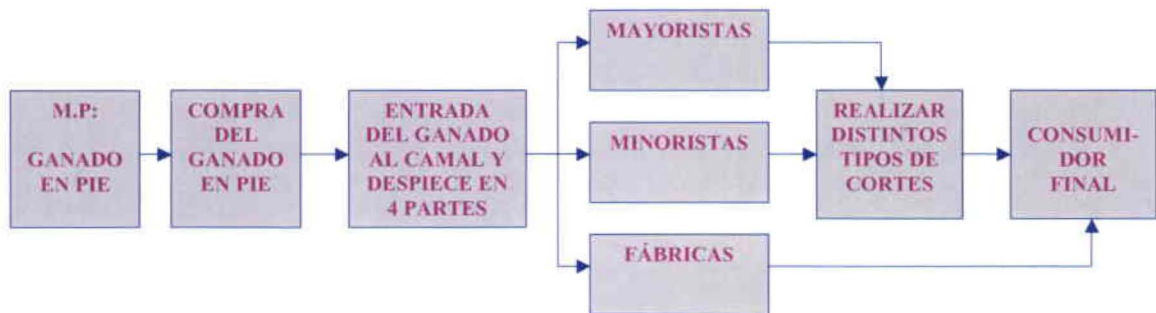 M.P:
GANADO
EN PIE
COMPRA
DEL
GANADO
EN PIE
ENTRADA
DEL GANADO
AL CAMAL Y
DESPIECE EN
4 PARTES
MAYORISTAS
MINORISTAS
FÁBRICAS
REALIZAR
DISTINTOS
TIPOS DE
CORTES
CONSUMI-
DOR
FINAL